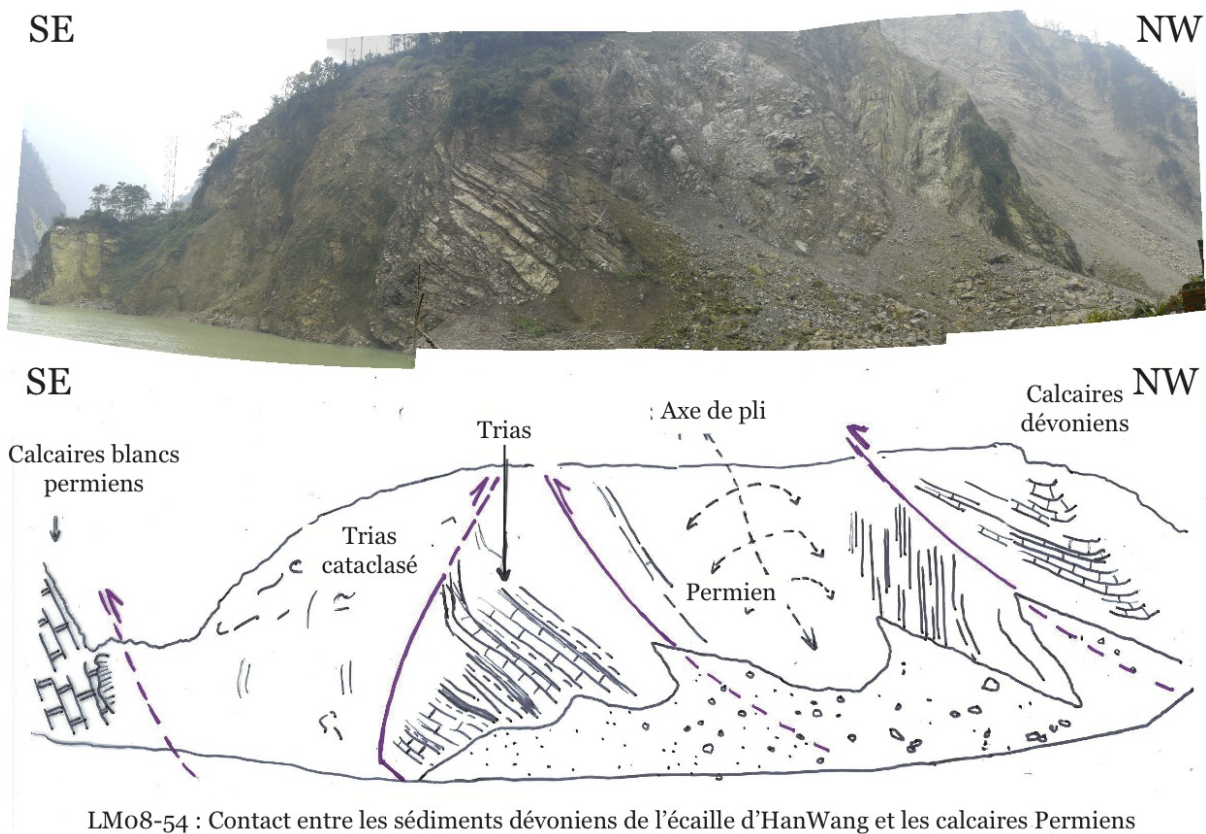 SE
NW
SE
NW
Calcaires blancs
permiens
Trias
Axe de pli
Calcaires
dévoniens
Trias
cataclasé
Permien
LM08-54 : Contact entre les sédiments dévoniens de l'écaille d'HanWang et les calcaires Permiens